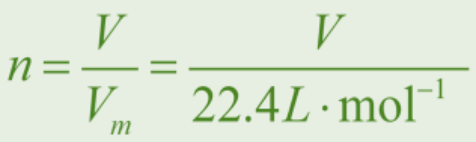 n = V / V_m = V / 22.4L · mol⁻¹